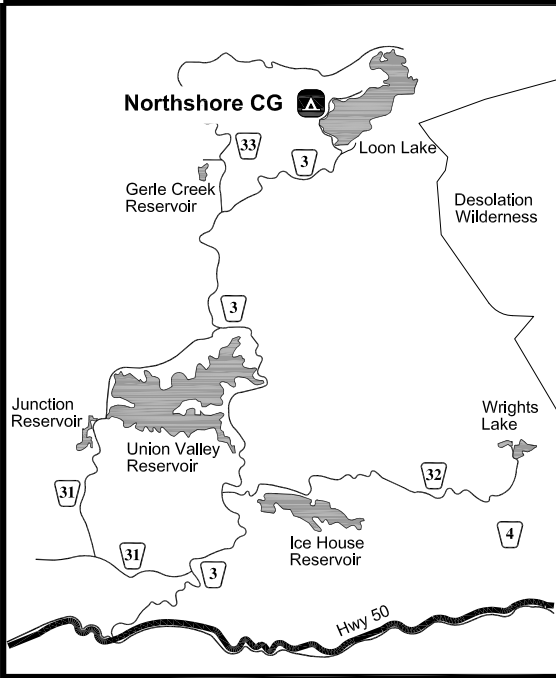 Northshore CG
33
3
Loon Lake
Gerle Creek
Reservoir
Desolation
Wilderness
3
Junction
Reservoir
Wrights
Lake
Union Valley
Reservoir
32
31
4
31
Ice House
Reservoir
3
Hwy 50